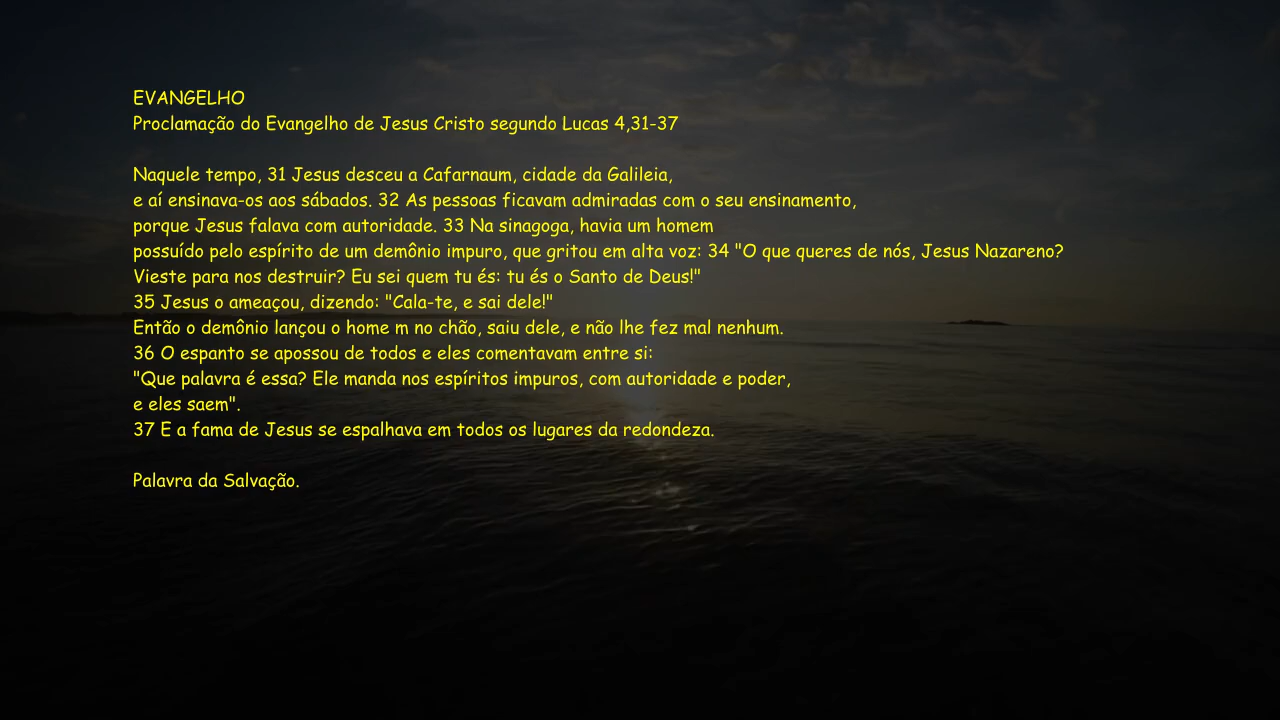 EVANGELHO
Proclamação do Evangelho de Jesus Cristo segundo Lucas 4,31-37
Naquele tempo, 31 Jesus desceu a Cafarnaum, cidade da Galileia,
e aí ensinava-os aos sábados. 32 As pessoas ficavam admiradas com o seu ensinamento,
porque Jesus falava com autoridade. 33 Na sinagoga, havia um homem
possuído pelo espírito de um demônio impuro, que gritou em alta voz: 34 "O que queres de nós, Jesus Nazareno?
Vieste para nos destruir? Eu sei quem tu és: tu és o Santo de Deus!"
35 Jesus o ameaçou, dizendo: "Cala-te, e sai dele!"
Então o demônio lançou o home m no chão, saiu dele, e não lhe fez mal nenhum.
36 O espanto se apossou de todos e eles comentavam entre si:
"Que palavra é essa? Ele manda nos espíritos impuros, com autoridade e poder,
e eles saem".
37 E a fama de Jesus se espalhava em todos os lugares da redondeza.
Palavra da Salvação.